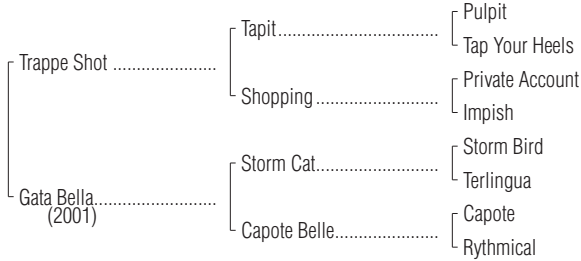 Pulpit
Tapit
Tap Your Heels
Trappe Shot
Private Account
Shopping
Impish
Storm Bird
Storm Cat
Terlingua
Gata Bella
(2001)
Capote
Capote Belle
Rythmical